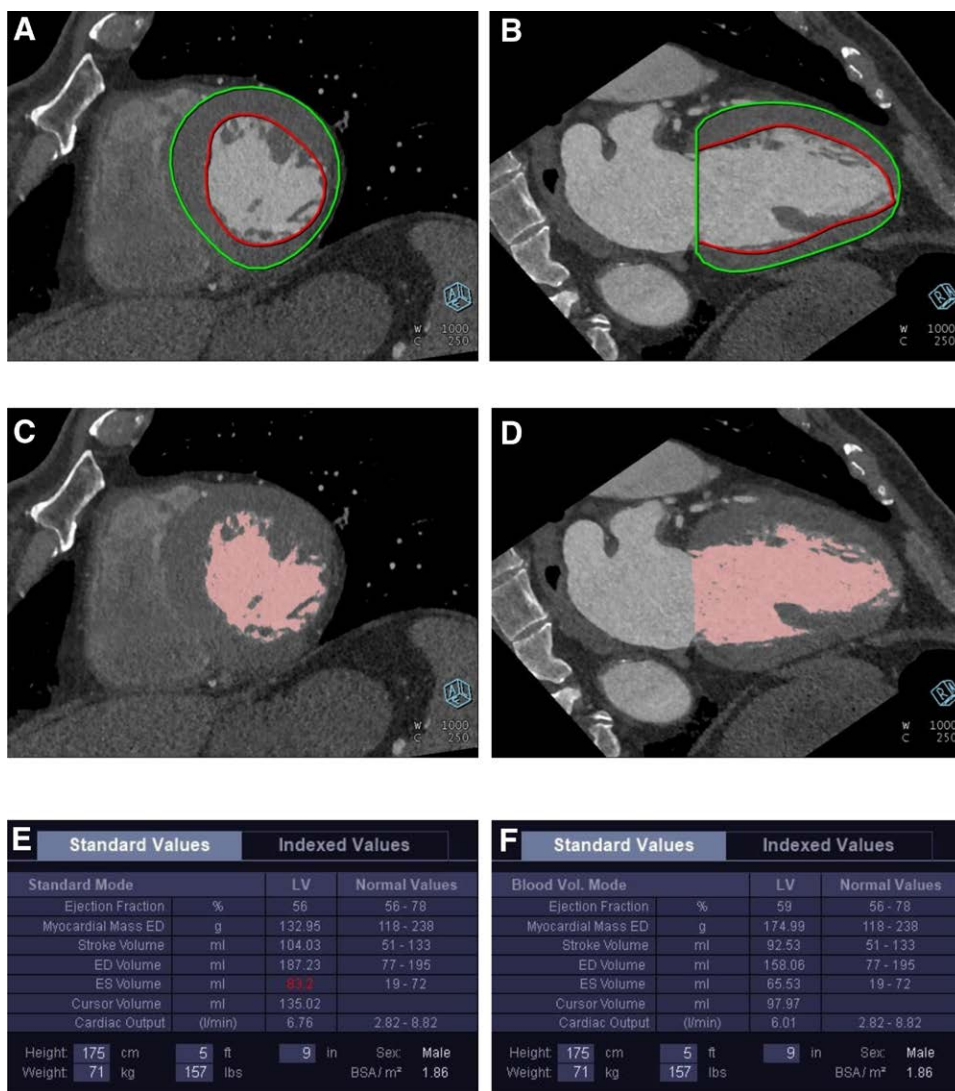 A
B
W 1000
C 250
W 1000
C 250
C
D
W 1000
C 250
W 1000
C 250
E
Standard Values Indexed Values
Standard Mode LV Normal Values
Ejection Fraction % 56 56 - 78
Myocardial Mass ED g 132.95 118 - 238
Stroke Volume ml 104.03 51 - 133
ED Volume ml 187.23 77 - 195
ES Volume ml 83.2 19 - 72
Cursor Volume ml 135.02
Cardiac Output (l/min) 6.76 2.82 - 8.82
Height: 175 cm 5 ft 9 in Sex: Male
Weight: 71 kg 157 lbs BSA / m² 1.86
F
Standard Values Indexed Values
Blood Vol. Mode LV Normal Values
Ejection Fraction % 59 56 - 78
Myocardial Mass ED g 174.99 118 - 238
Stroke Volume ml 92.53 51 - 133
ED Volume ml 158.06 77 - 195
ES Volume ml 65.53 19 - 72
Cursor Volume ml 97.97
Cardiac Output (l/min) 6.01 2.82 - 8.82
Height: 175 cm 5 ft 9 in Sex: Male
Weight: 71 kg 157 lbs BSA / m² 1.86